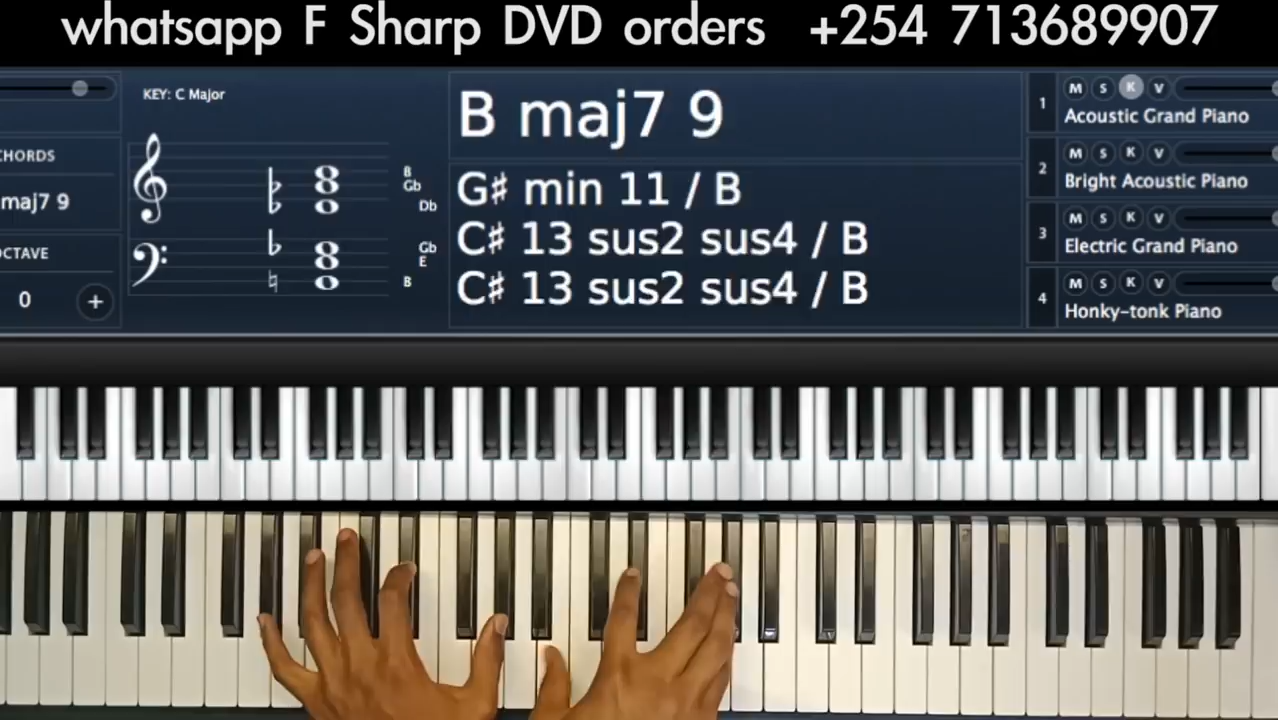 whatsapp F Sharp DVD orders +254 713689907
KEY: C Major
CHORDS
maj7 9
OCTAVE
0 +
B
Gb
Db
Gb
E
B
B maj7 9
G♯ min 11 / B
C♯ 13 sus2 sus4 / B
C♯ 13 sus2 sus4 / B
1 M S K V
Acoustic Grand Piano
2 M S K V
Bright Acoustic Piano
3 M S K V
Electric Grand Piano
4 M S K V
Honky-tonk Piano